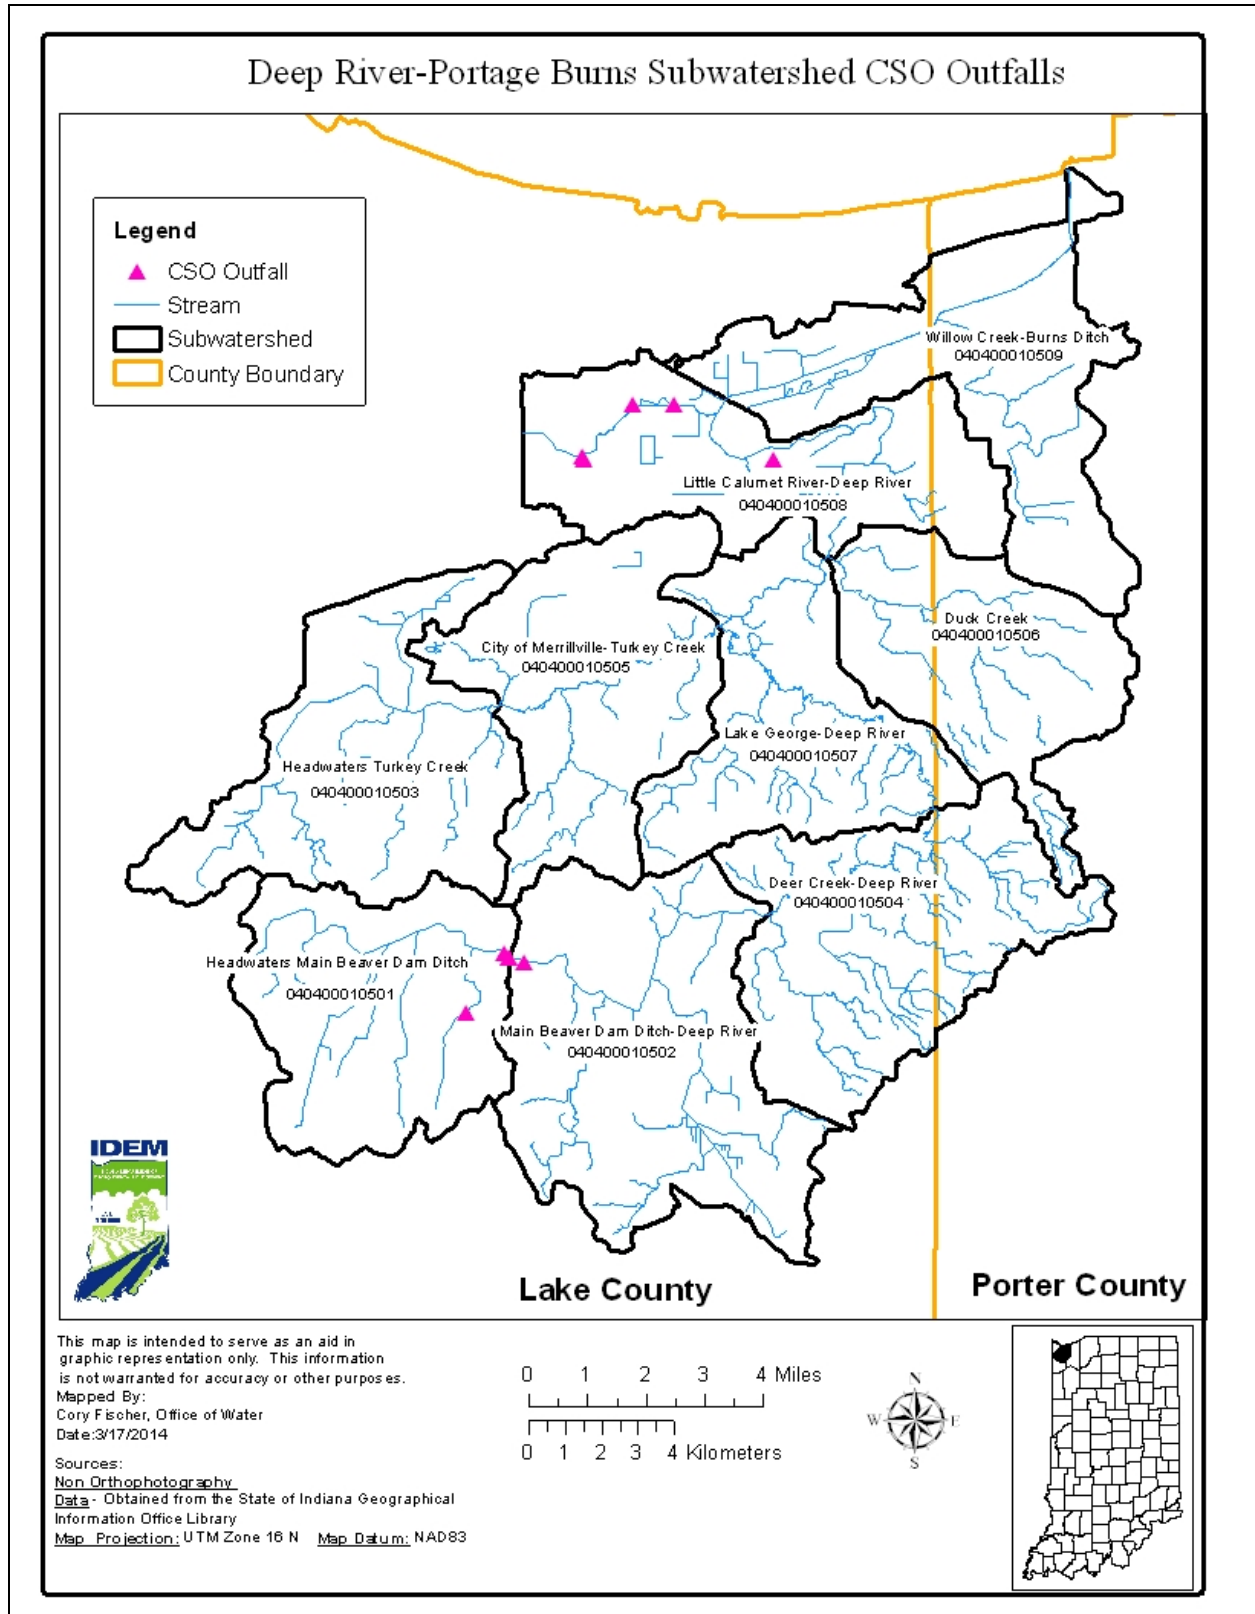 Deep River-Portage Burns Subwatershed CSO Outfalls
Legend
CSO Outfall
Stream
Subwatershed
County Boundary
Willow Creek-Burns Ditch
040400010509
Little Calumet River-Deep River
040400010508
Duck Creek
040400010506
City of Merrillville-Turkey Creek
040400010505
Lake George-Deep River
040400010507
Headwaters Turkey Creek
040400010503
Deer Creek-Deep River
040400010504
Headwaters Main Beaver Dam Ditch
040400010501
Main Beaver Dam Ditch-Deep River
040400010502
IDEM
Lake County
Porter County
This map is intended to serve as an aid in
graphic representation only. This information
is not warranted for accuracy or other purposes.
Mapped By:
Cory Fischer, Office of Water
Date:3/17/2014
Sources:
Non Orthophotography
Data - Obtained from the State of Indiana Geographical
Information Office Library
Map Projection: UTM Zone 16 N Map Datum: NAD83
0 1 2 3 4 Miles
0 1 2 3 4 Kilometers
N
W E
S